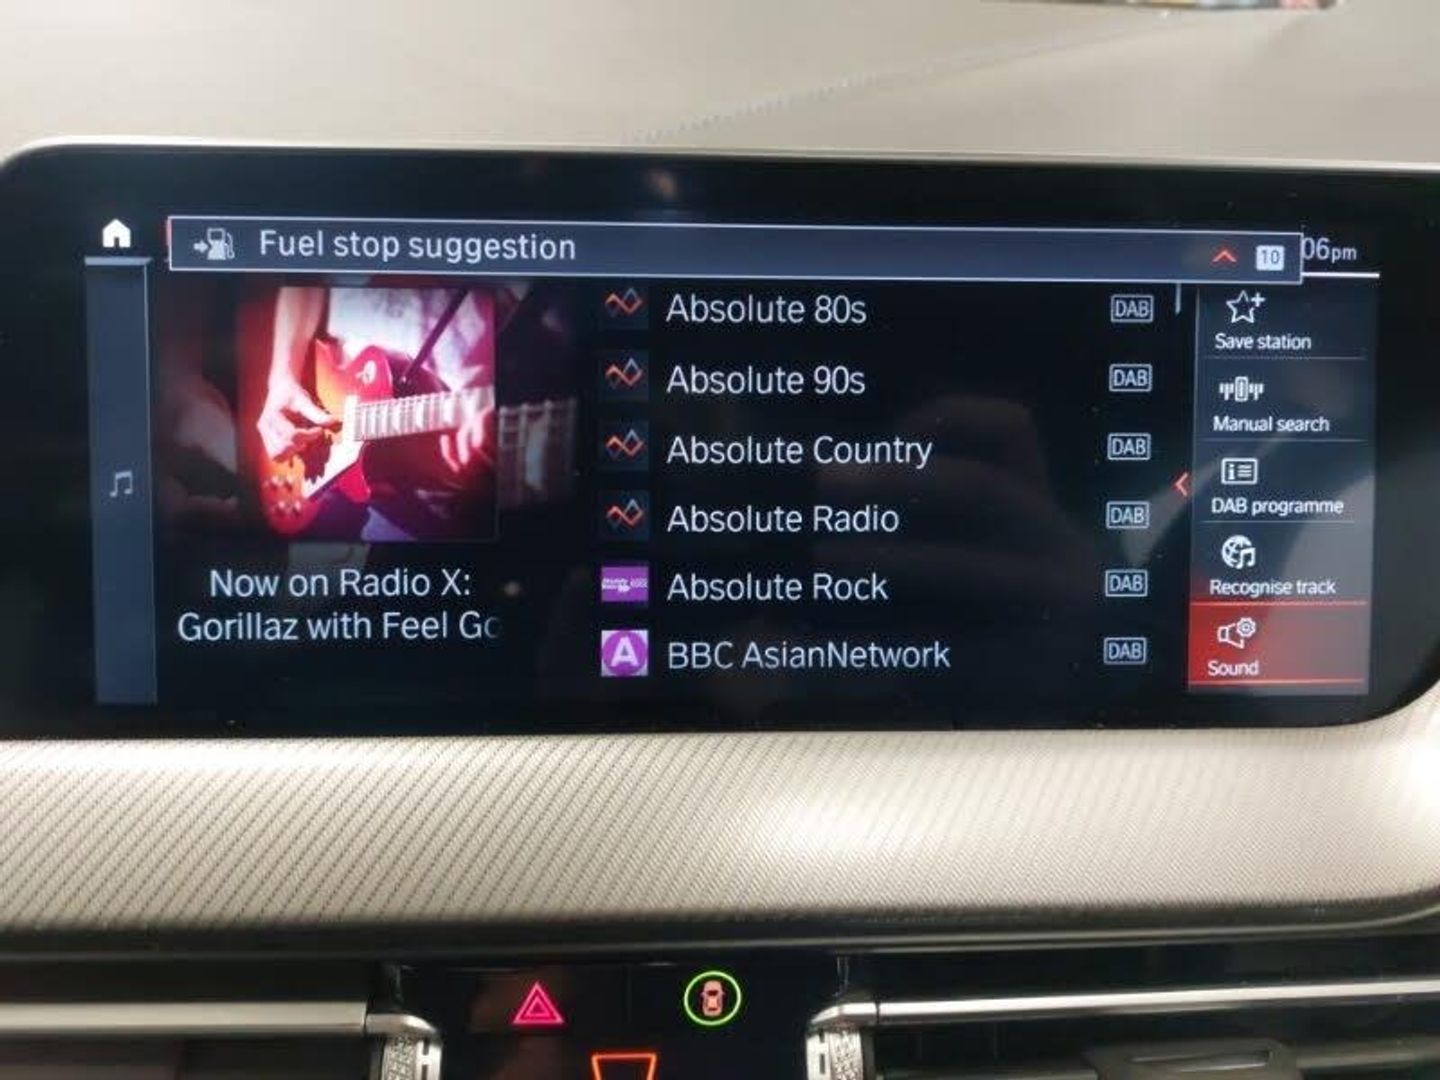 Fuel stop suggestion
10
06pm
Now on Radio X:
Gorillaz with Feel Go
Absolute 80s DAB
Absolute 90s DAB
Absolute Country DAB
Absolute Radio DAB
Absolute Rock DAB
A BBC AsianNetwork DAB
Save station
Manual search
DAB programme
Recognise track
Sound